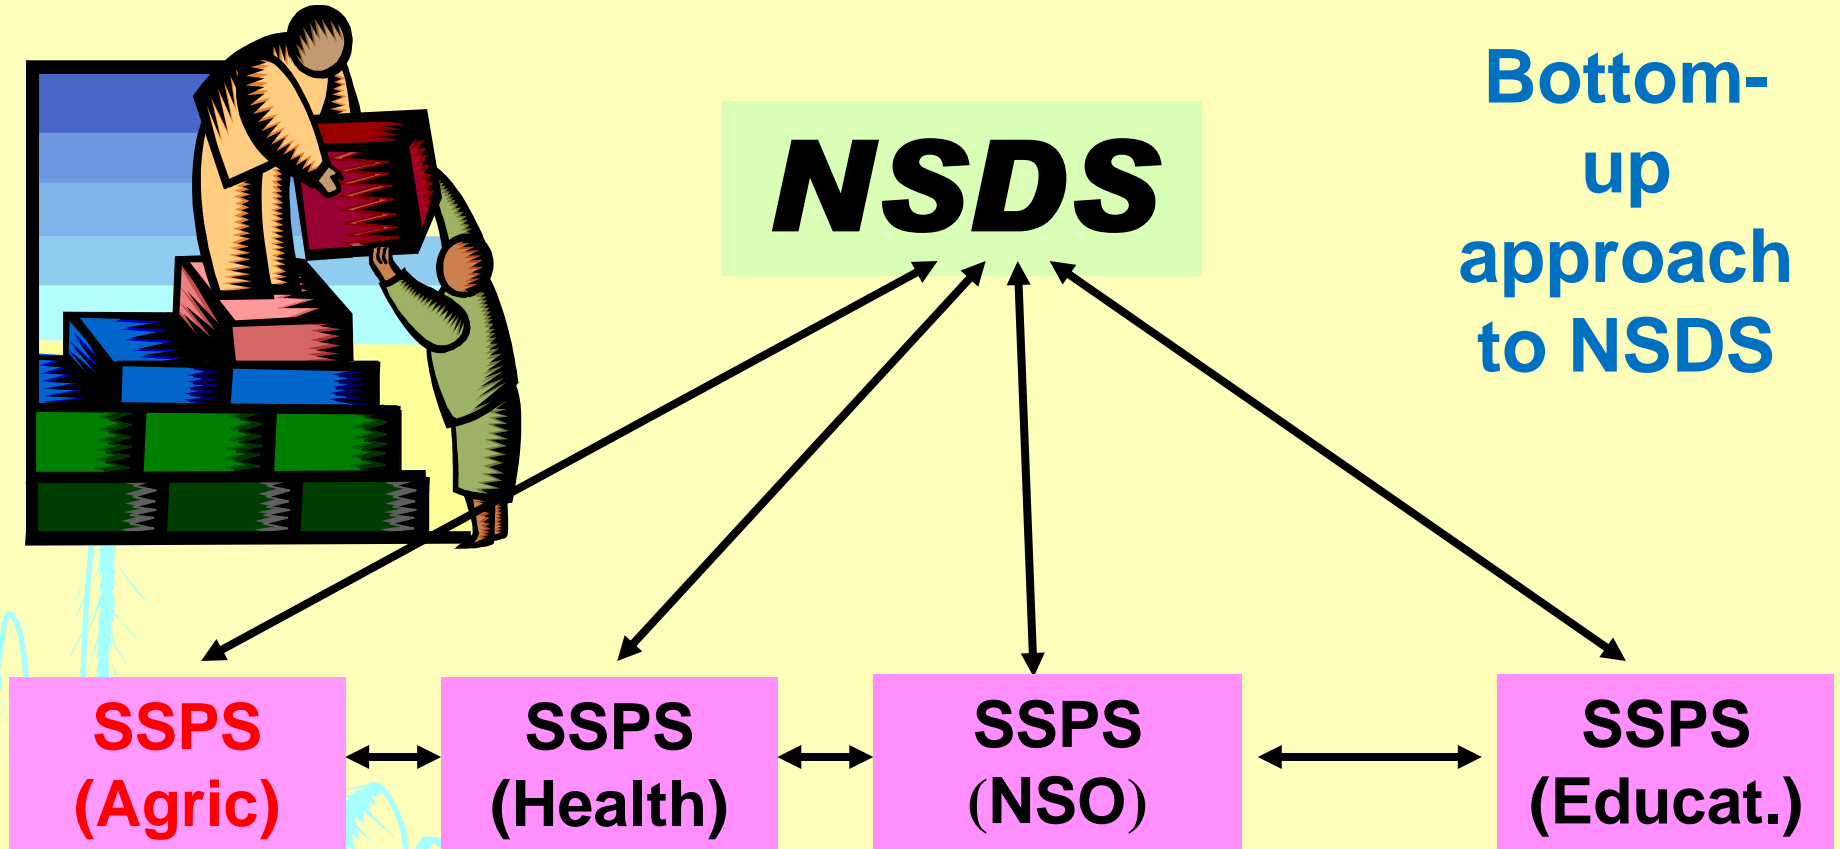 NSDS
Bottom-
up
approach
to NSDS
SSPS
(Agric)
SSPS
(Health)
SSPS
(NSO)
SSPS
(Educat.)